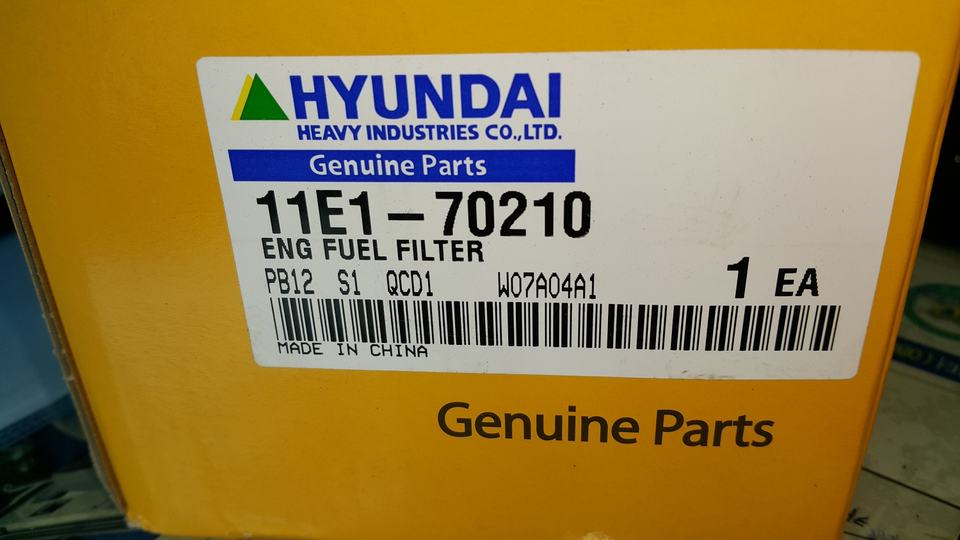 HYUNDAI
HEAVY INDUSTRIES CO.,LTD.
Genuine Parts
11E1-70210
ENG FUEL FILTER
PB12 S1 QCD1 W07A04A1
1 EA
MADE IN CHINA
Genuine Parts